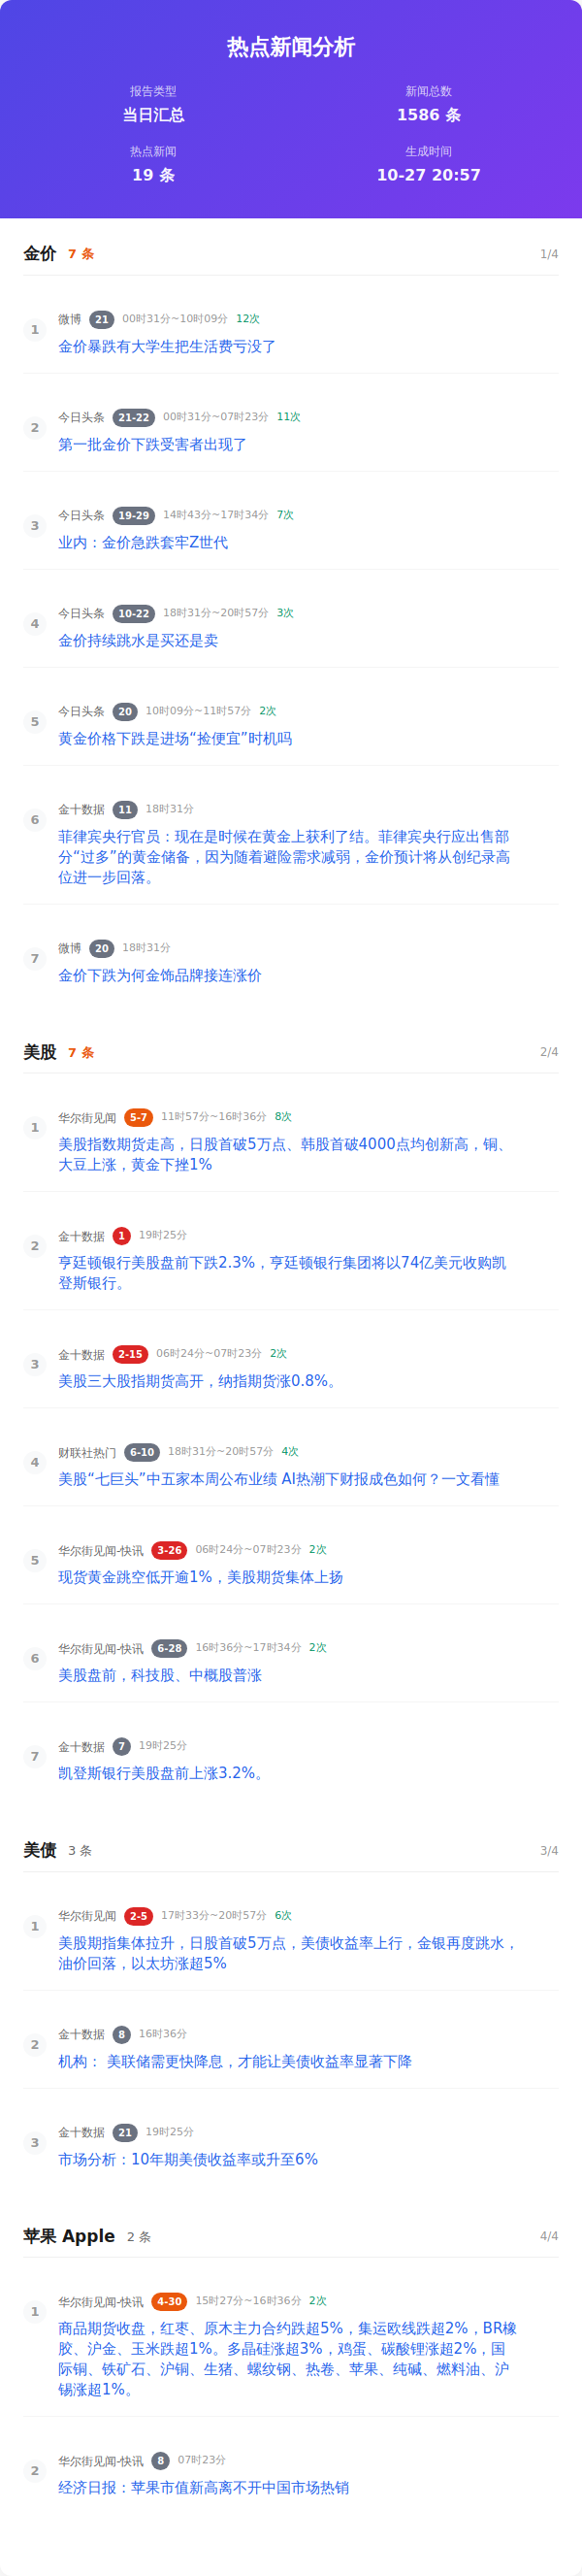 热点新闻分析
报告类型
当日汇总
新闻总数
1586 条
热点新闻
19 条
生成时间
10-27 20:57
金价 7 条 1/4
1
微博 21 00时31分~10时09分 12次
金价暴跌有大学生把生活费亏没了
2
今日头条 21-22 00时31分~07时23分 11次
第一批金价下跌受害者出现了
3
今日头条 19-29 14时43分~17时34分 7次
业内：金价急跌套牢Z世代
4
今日头条 10-22 18时31分~20时57分 3次
金价持续跳水是买还是卖
5
今日头条 20 10时09分~11时57分 2次
黄金价格下跌是进场“捡便宜”时机吗
6
金十数据 11 18时31分
菲律宾央行官员：现在是时候在黄金上获利了结。菲律宾央行应出售部
分“过多”的黄金储备，因为随着避险需求减弱，金价预计将从创纪录高
位进一步回落。
7
微博 20 18时31分
金价下跌为何金饰品牌接连涨价
美股 7 条 2/4
1
华尔街见闻 5-7 11时57分~16时36分 8次
美股指数期货走高，日股首破5万点、韩股首破4000点均创新高，铜、
大豆上涨，黄金下挫1%
2
金十数据 1 19时25分
亨廷顿银行美股盘前下跌2.3%，亨廷顿银行集团将以74亿美元收购凯
登斯银行。
3
金十数据 2-15 06时24分~07时23分 2次
美股三大股指期货高开，纳指期货涨0.8%。
4
财联社热门 6-10 18时31分~20时57分 4次
美股“七巨头”中五家本周公布业绩 AI热潮下财报成色如何？一文看懂
5
华尔街见闻-快讯 3-26 06时24分~07时23分 2次
现货黄金跳空低开逾1%，美股期货集体上扬
6
华尔街见闻-快讯 6-28 16时36分~17时34分 2次
美股盘前，科技股、中概股普涨
7
金十数据 7 19时25分
凯登斯银行美股盘前上涨3.2%。
美债 3 条 3/4
1
华尔街见闻 2-5 17时33分~20时57分 6次
美股期指集体拉升，日股首破5万点，美债收益率上行，金银再度跳水，
油价回落，以太坊涨超5%
2
金十数据 8 16时36分
机构： 美联储需更快降息，才能让美债收益率显著下降
3
金十数据 21 19时25分
市场分析：10年期美债收益率或升至6%
苹果 Apple 2 条 4/4
1
华尔街见闻-快讯 4-30 15时27分~16时36分 2次
商品期货收盘，红枣、原木主力合约跌超5%，集运欧线跌超2%，BR橡
胶、沪金、玉米跌超1%。多晶硅涨超3%，鸡蛋、碳酸锂涨超2%，国
际铜、铁矿石、沪铜、生猪、螺纹钢、热卷、苹果、纯碱、燃料油、沪
锡涨超1%。
2
华尔街见闻-快讯 8 07时23分
经济日报：苹果市值新高离不开中国市场热销